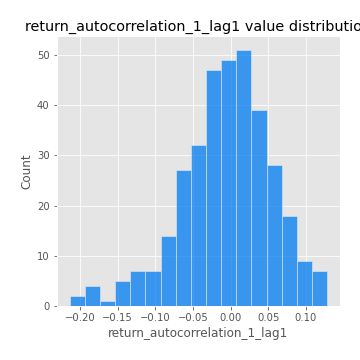 return_autocorrelation_1_lag1 value distributio
50
40
30
20
10
0
Count
−0.20 −0.15 −0.10 −0.05 0.00 0.05 0.10
return_autocorrelation_1_lag1